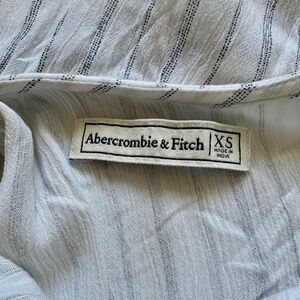 Abercrombie & Fitch
XS
MADE IN
INDIA